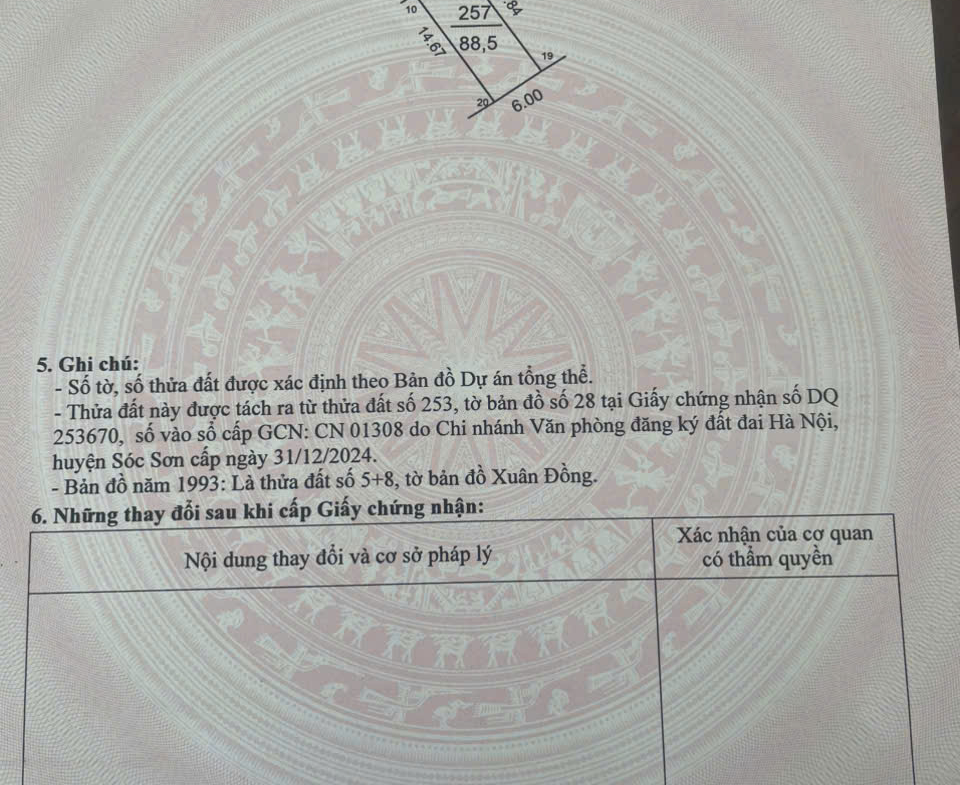 10
257
84
14.67
88,5
19
20
6.00
5. Ghi chú:
- Số tờ, số thửa đất được xác định theo Bản đồ Dự án tổng thể.
- Thửa đất này được tách ra từ thửa đất số 253, tờ bản đồ số 28 tại Giấy chứng nhận số DQ
253670, số vào sổ cấp GCN: CN 01308 do Chi nhánh Văn phòng đăng ký đất đai Hà Nội,
huyện Sóc Sơn cấp ngày 31/12/2024.
- Bản đồ năm 1993: Là thửa đất số 5+8, tờ bản đồ Xuân Đồng.
6. Những thay đổi sau khi cấp Giấy chứng nhận:
Nội dung thay đổi và cơ sở pháp lý
Xác nhận của cơ quan
có thẩm quyền